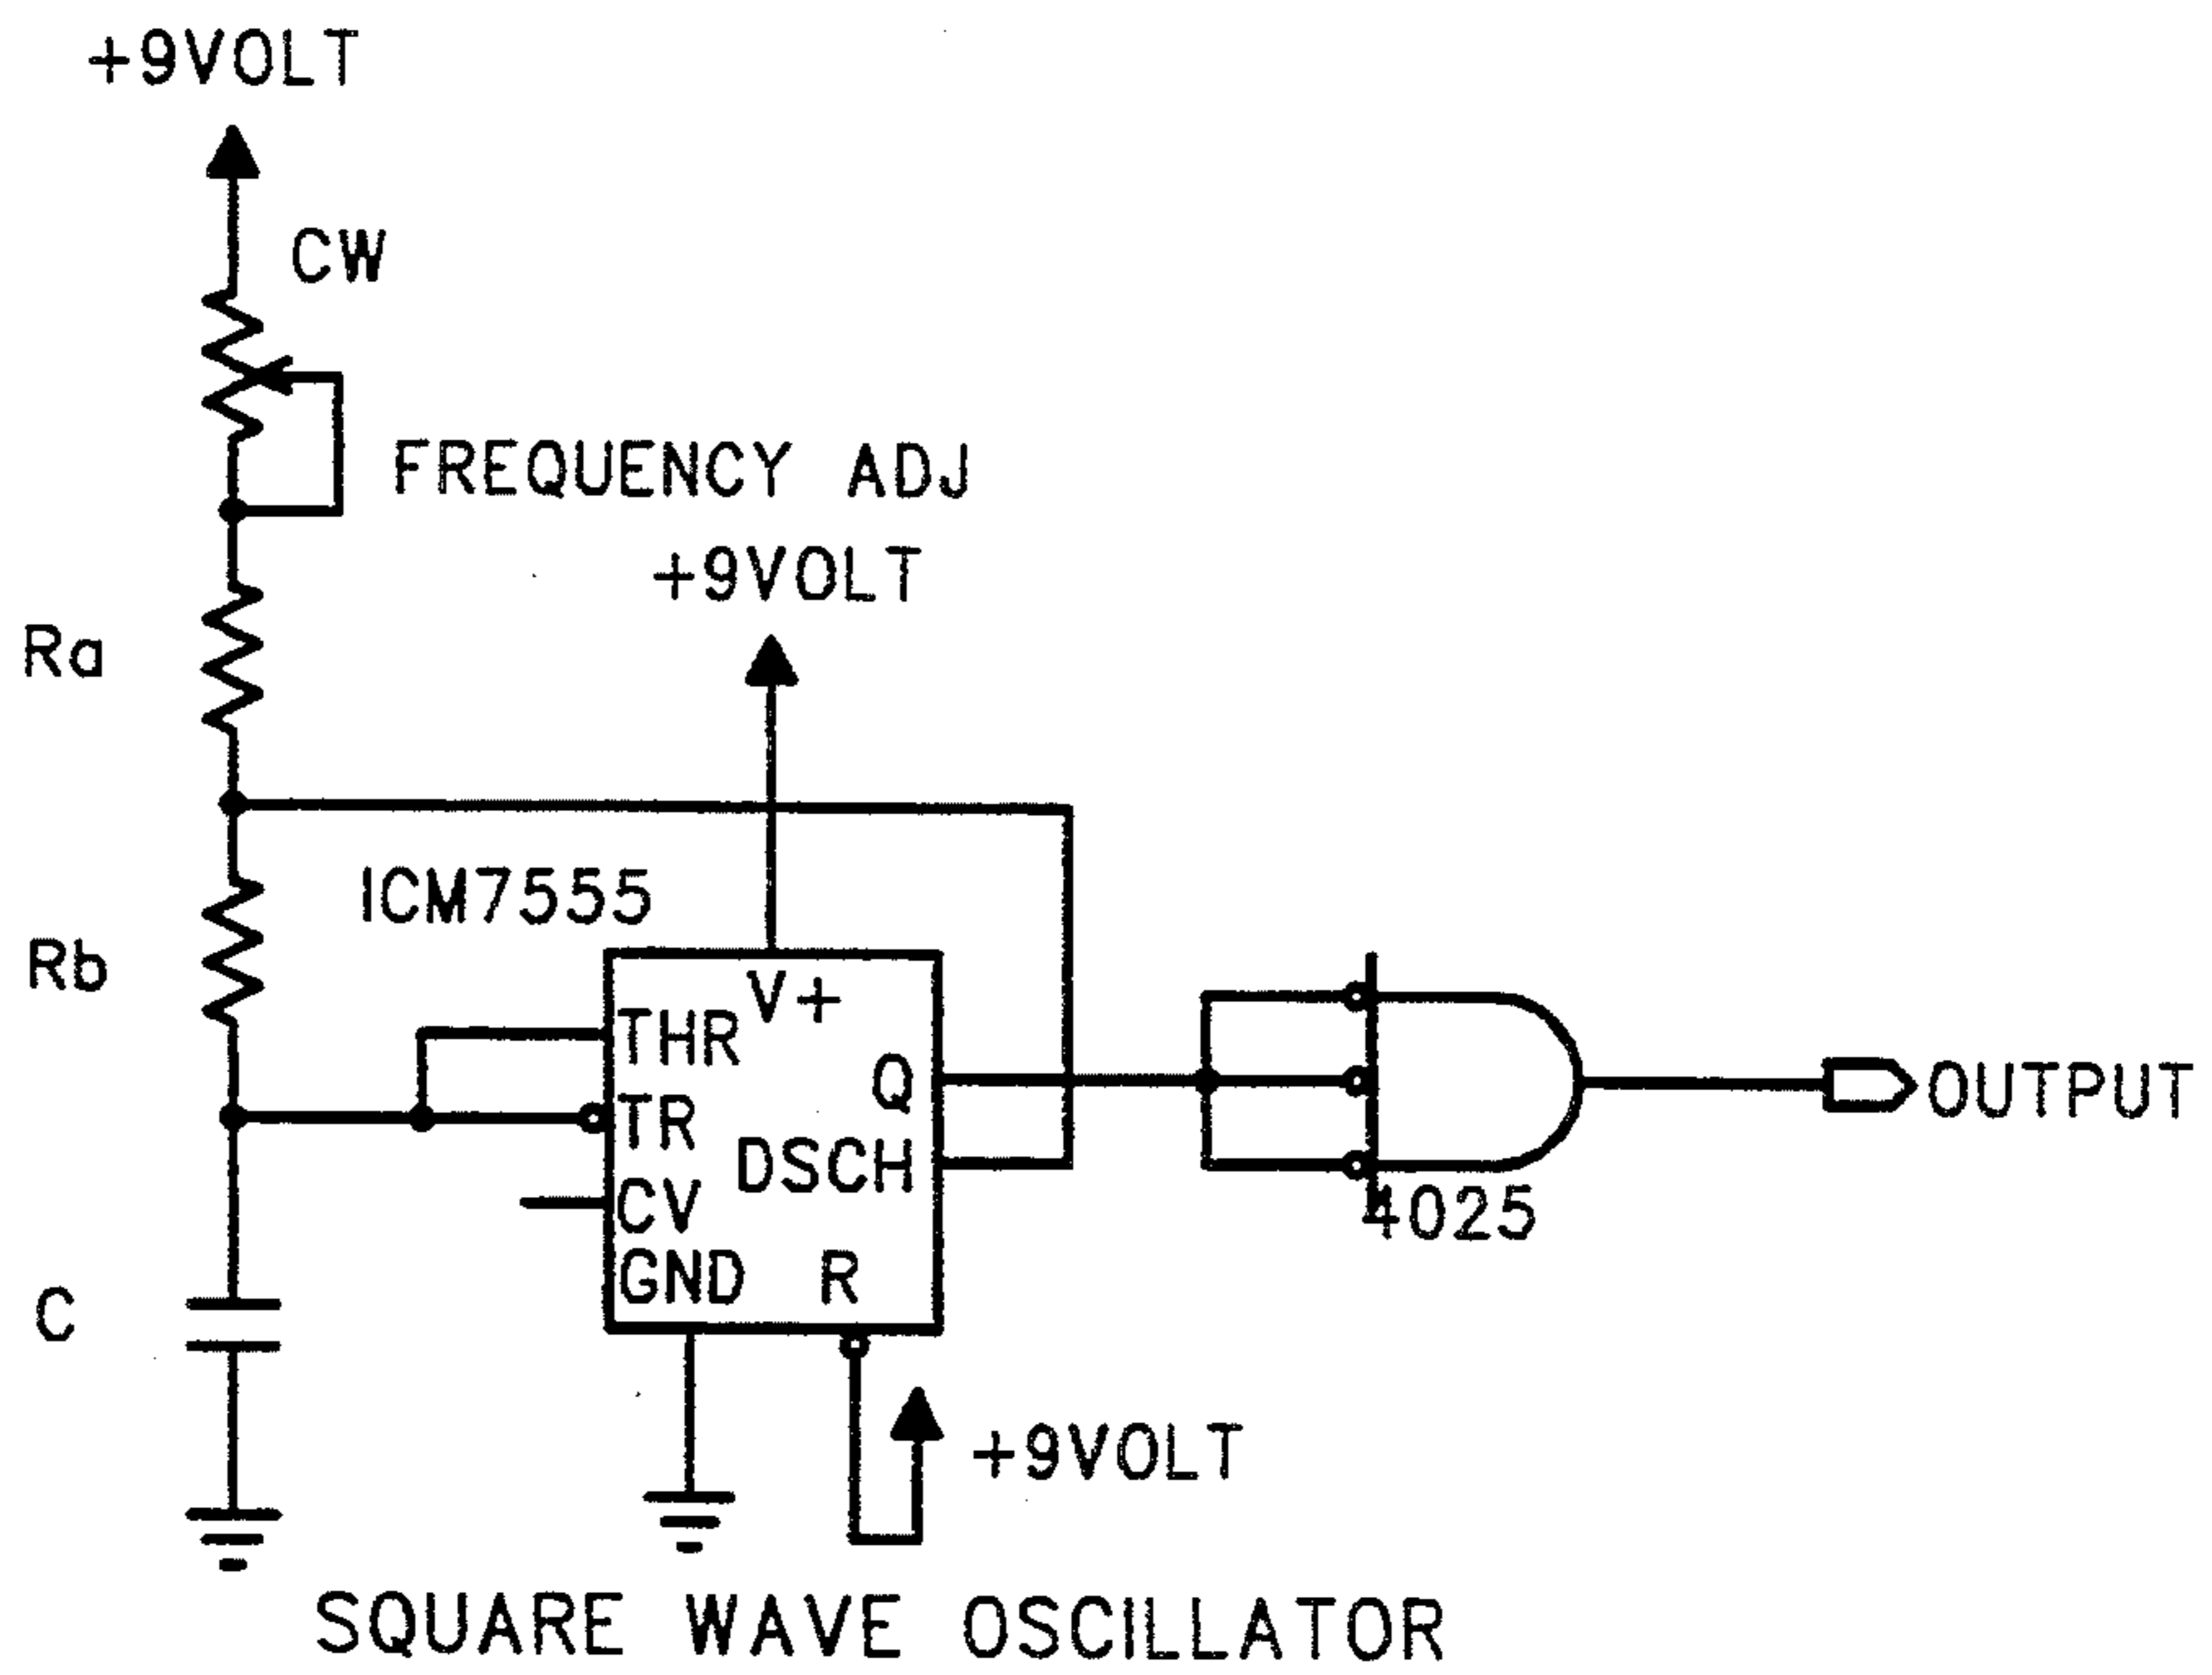 +9VOLT
CW
FREQUENCY ADJ
+9VOLT
Ra
ICM7555
Rb
V+
THR
Q
TR
DSCH
CV
GND R
OUTPUT
4025
C
+9VOLT
SQUARE WAVE OSCILLATOR